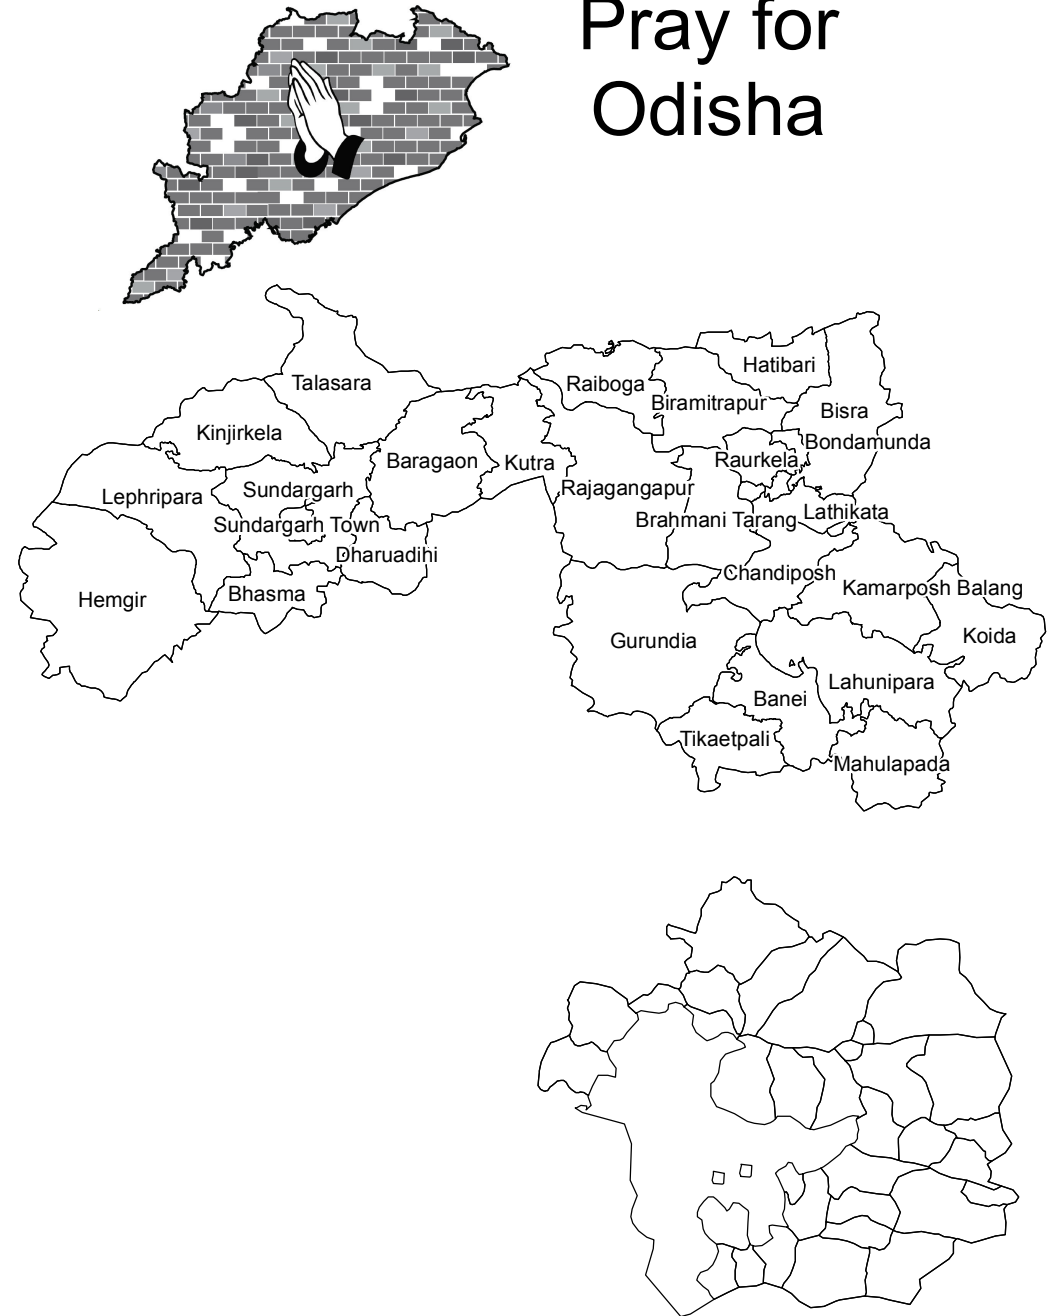 Pray for
Odisha
Talasara
Hatibari
Raiboga
Biramitrapur
Bisra
Kinjirkela
Bondamunda
Baragaon
Kutra
Raurkela
Lephripara
Sundargarh
Rajagangapur
Sundargarh Town
Brahmani Tarang
Lathikata
Dharuadihi
Chandiposh
Kamarposh Balang
Bhasma
Hemgir
Gurundia
Koida
Lahunipara
Banei
Tikaetpali
Mahulapada